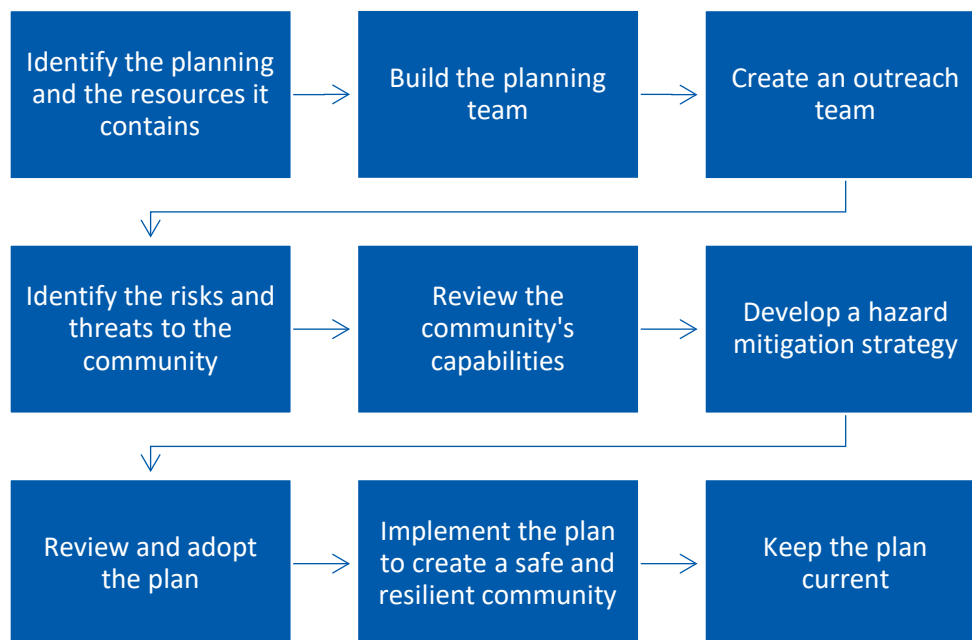 Identify the planning
and the resources it
contains
Build the planning
team
Create an outreach
team
Identify the risks and
threats to the
community
Review the
community's
capabilities
Develop a hazard
mitigation strategy
Review and adopt
the plan
Implement the plan
to create a safe and
resilient community
Keep the plan
current